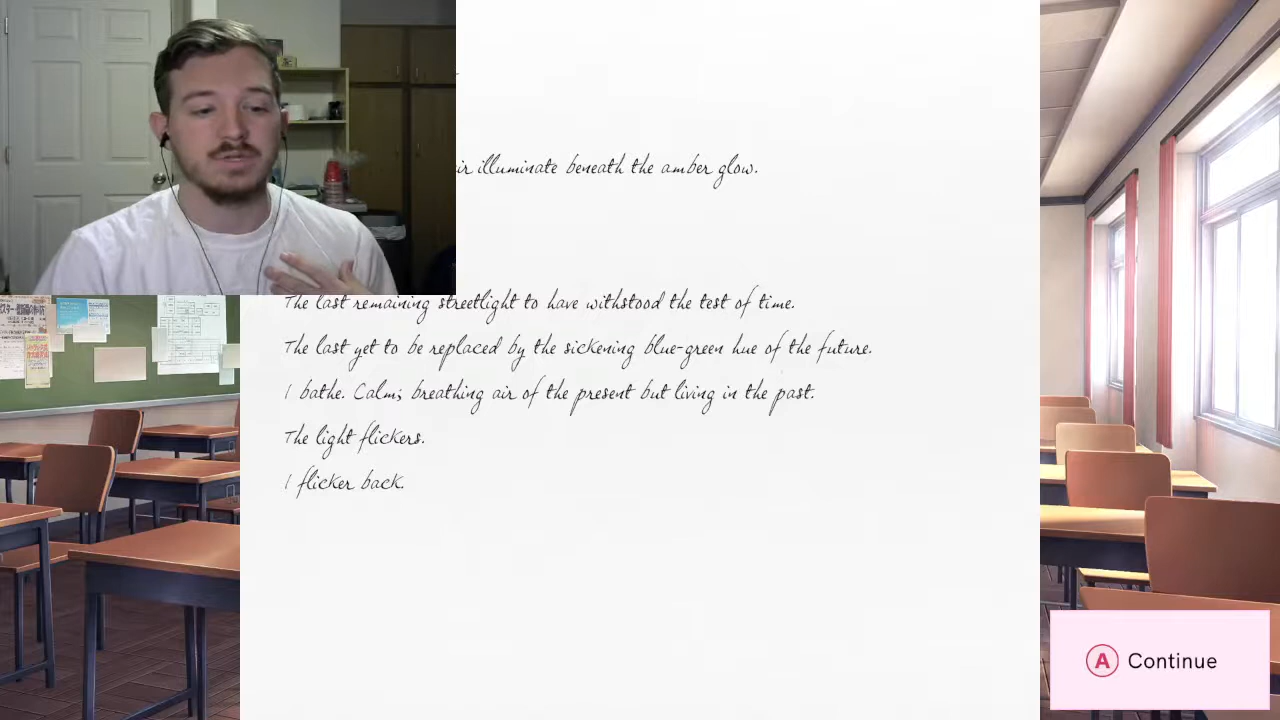 illuminate beneath the amber glow.
The last remaining streetlight to have withstood the test of time.
The last yet to be replaced by the sickening blue-green hue of the future
I bathe. Calm; breathing air of the present but living in the past.
The light flickers.
I flicker back.
A Continue